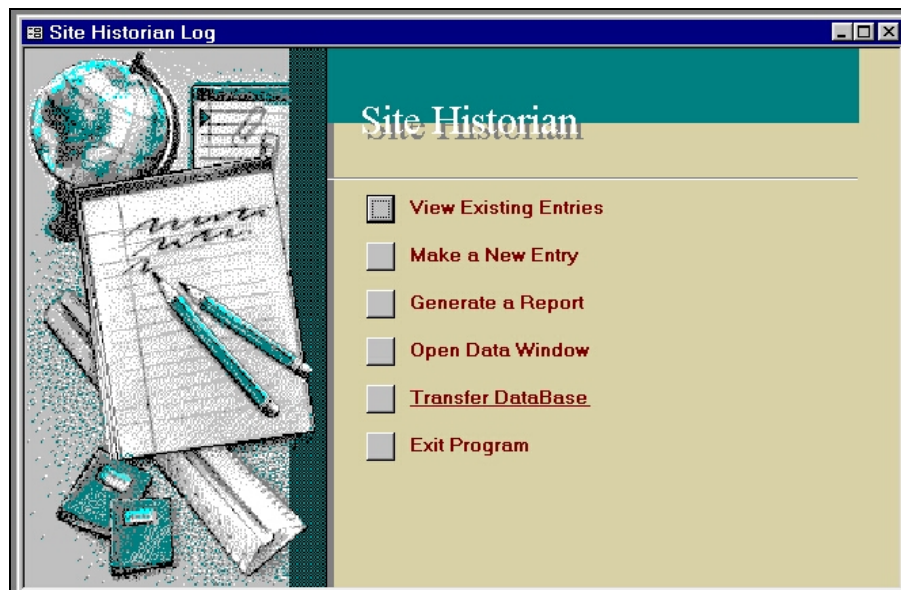 Site Historian Log
Site Historian
View Existing Entries
Make a New Entry
Generate a Report
Open Data Window
Transfer DataBase
Exit Program